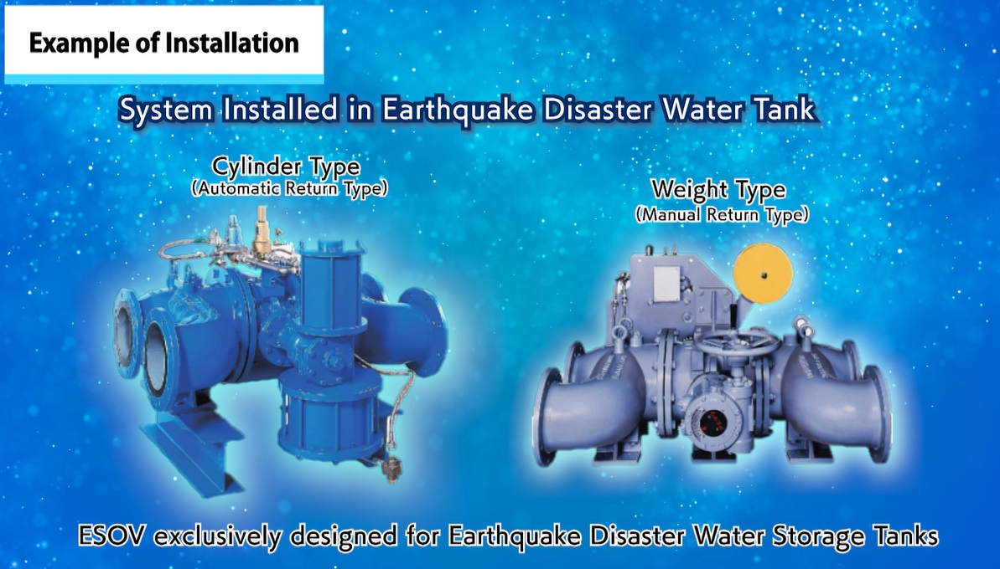 Example of Installation
System Installed in Earthquake Disaster Water Tank
Cylinder Type
(Automatic Return Type)
Weight Type
(Manual Return Type)
ESOV exclusively designed for Earthquake Disaster Water Storage Tanks